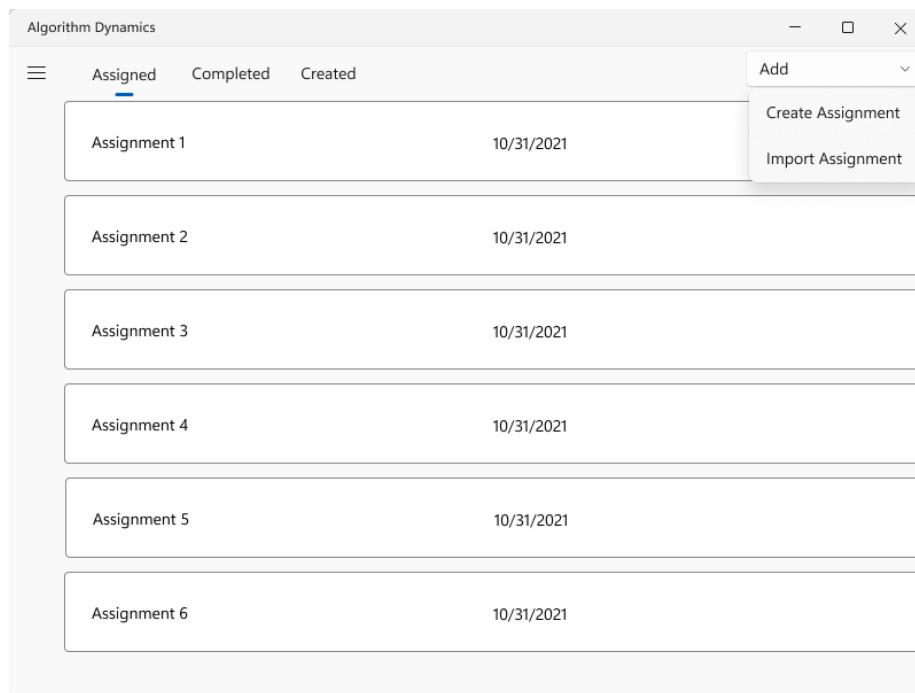 Algorithm Dynamics
Assigned Completed Created Add
Create Assignment
Import Assignment
Assignment 1 10/31/2021
Assignment 2 10/31/2021
Assignment 3 10/31/2021
Assignment 4 10/31/2021
Assignment 5 10/31/2021
Assignment 6 10/31/2021